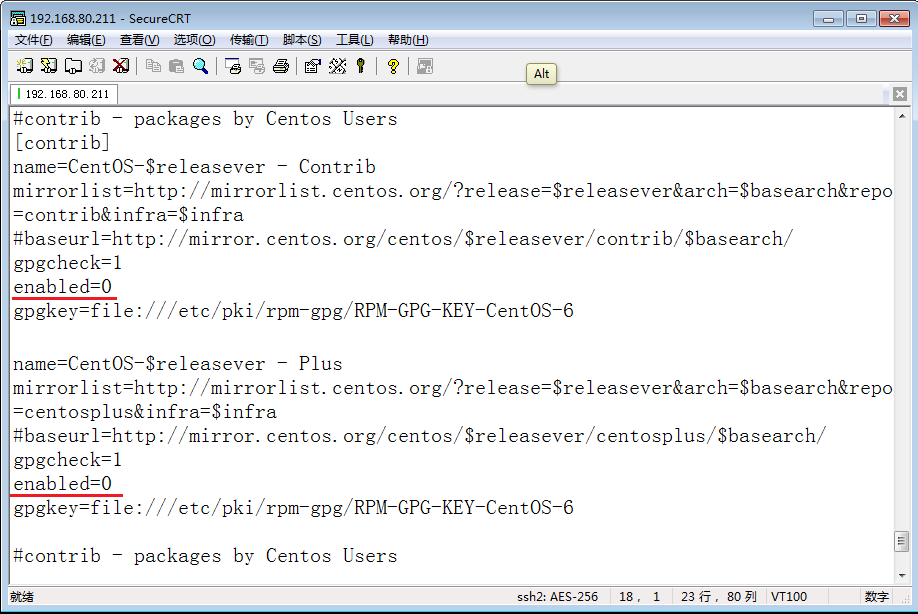 192.168.80.211 - SecureCRT
文件(F) 编辑(E) 查看(V) 选项(O) 传输(T) 脚本(S) 工具(L) 帮助(H)
Alt
192.168.80.211
#contrib - packages by Centos Users
[contrib]
name=CentOS-$releasever - Contrib
mirrorlist=http://mirrorlist.centos.org/?release=$releasever&arch=$basearch&repo
=contrib&infra=$infra
#baseurl=http://mirror.centos.org/centos/$releasever/contrib/$basearch/
gpgcheck=1
enabled=0
gpgkey=file:///etc/pki/rpm-gpg/RPM-GPG-KEY-CentOS-6
name=CentOS-$releasever - Plus
mirrorlist=http://mirrorlist.centos.org/?release=$releasever&arch=$basearch&repo
=centosplus&infra=$infra
#baseurl=http://mirror.centos.org/centos/$releasever/centosplus/$basearch/
gpgcheck=1
enabled=0
gpgkey=file:///etc/pki/rpm-gpg/RPM-GPG-KEY-CentOS-6
#contrib - packages by Centos Users
就绪 ssh2: AES-256 18, 1 23 行, 80 列 VT100 数字